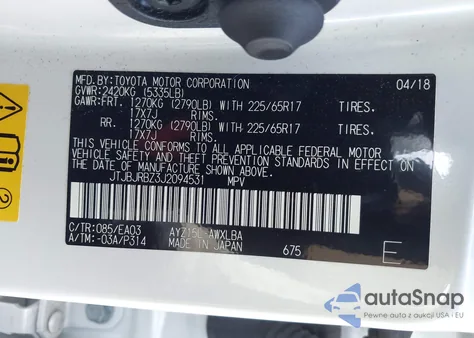 MFD.BY:TOYOTA MOTOR CORPORATION 04/18
GVWR:2420KG (5335LB)
GAWR:FRT. 1270KG (2790LB) WITH 225/65R17 TIRES.
17X7J RIMS.
RR. 1270KG (2790LB) WITH 225/65R17 TIRES.
17X7J RIMS.
THIS VEHICLE CONFORMS TO ALL APPLICABLE FEDERAL MOTOR
VEHICLE SAFETY AND BUMPER STANDARDS IN EFFECT ON THE
DATE OF MANUFACTURE SHOWN ABOVE.
JTJBJRBZ3J2094531 MPV
C/TR:085/EA03 AYZ15L-AWXLBA
A/TM:-03A/P314 MADE IN JAPAN 675 E
autoSnap
Pewne auta z aukcji USA i EU